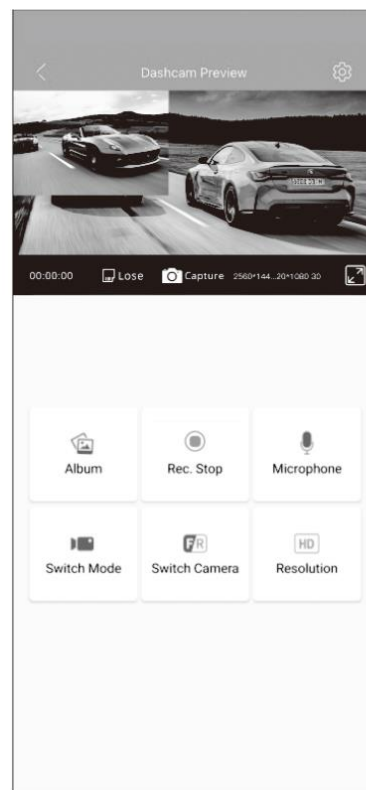 Dashcam Preview
00:00:00 Lose Capture 2560*144...20*1080 30
Album Rec. Stop Microphone
F R HD
Switch Mode Switch Camera Resolution